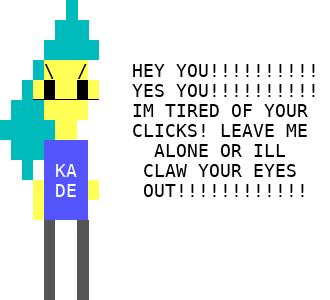 HEY YOU!!!!!!!!!!
YES YOU!!!!!!!!!!
IM TIRED OF YOUR
CLICKS! LEAVE ME
ALONE OR ILL
CLAW YOUR EYES
OUT!!!!!!!!!!!!
KA
DE